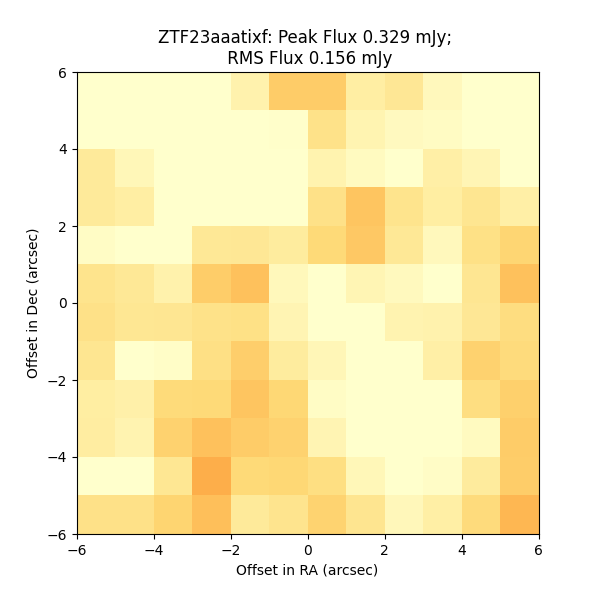 ZTF23aaatixf: Peak Flux 0.329 mJy;
RMS Flux 0.156 mJy
6
4
2
0
−2
−4
−6
Offset in Dec (arcsec)
−6 −4 −2 0 2 4 6
Offset in RA (arcsec)